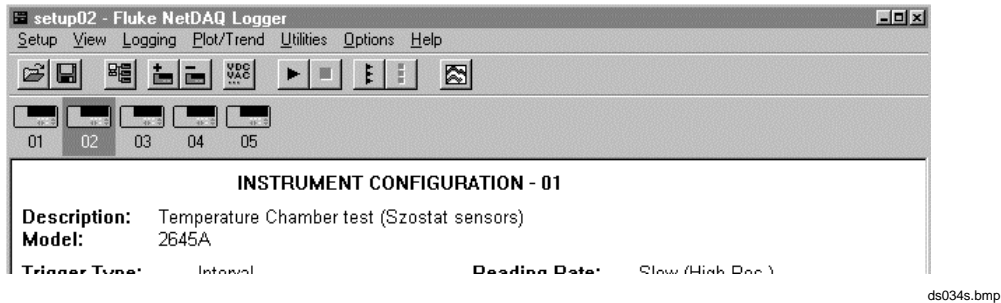 setup02 - Fluke NetDAQ Logger
Setup View Logging Plot/Trend Utilities Options Help
VDC
VAC
01 02 03 04 05
INSTRUMENT CONFIGURATION - 01
Description: Temperature Chamber test (Szostat sensors)
Model: 2645A
Trigger Type: Interval Reading Rate: Slow (High Res.)
ds034s.bmp